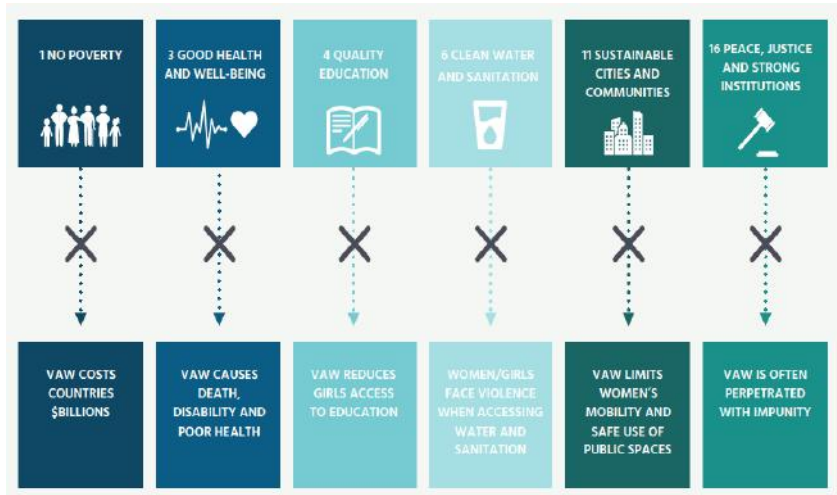 1 NO POVERTY
3 GOOD HEALTH
AND WELL-BEING
4 QUALITY
EDUCATION
6 CLEAN WATER
AND SANITATION
11 SUSTAINABLE
CITIES AND
COMMUNITIES
16 PEACE, JUSTICE
AND STRONG
INSTITUTIONS
VAW COSTS
COUNTRIES
$BILLIONS
VAW CAUSES
DEATH,
DISABILITY AND
POOR HEALTH
VAW REDUCES
GIRLS ACCESS
TO EDUCATION
WOMEN/GIRLS
FACE VIOLENCE
WHEN ACCESSING
WATER AND
SANITATION
VAW LIMITS
WOMEN'S
MOBILITY AND
SAFE USE OF
PUBLIC SPACES
VAW IS OFTEN
PERPETRATED
WITH IMPUNITY